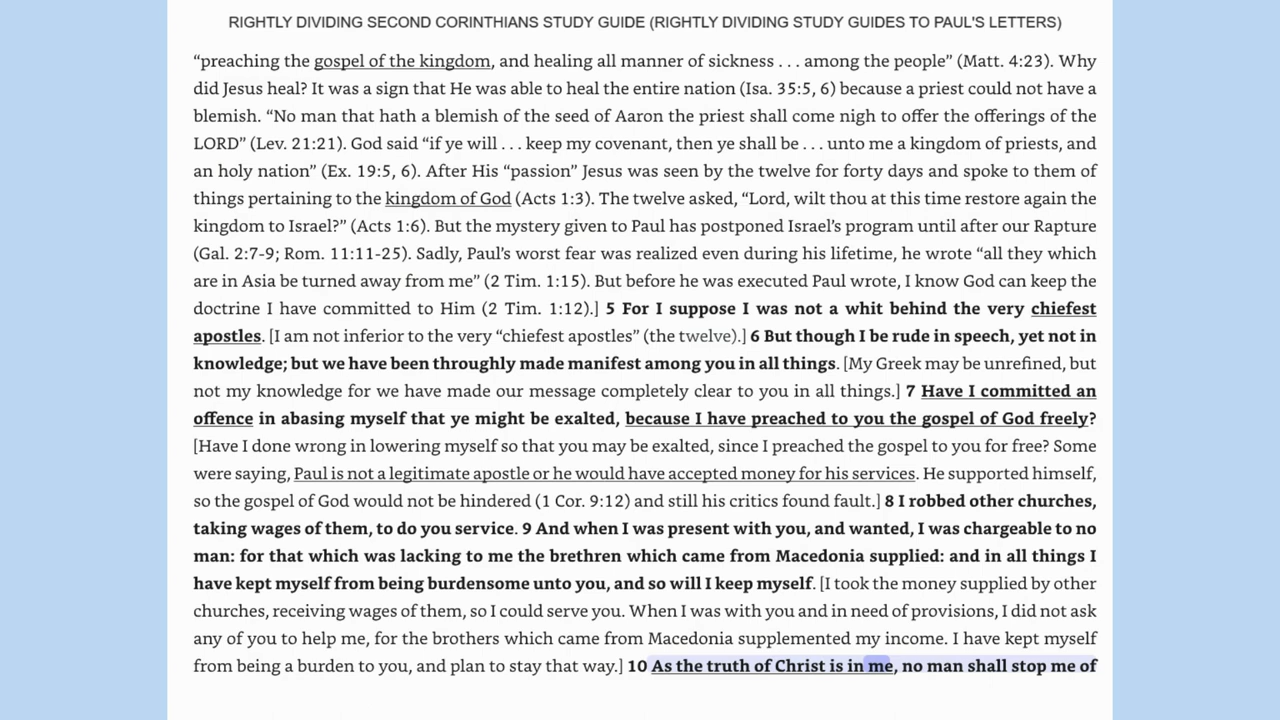 RIGHTLY DIVIDING SECOND CORINTHIANS STUDY GUIDE (RIGHTLY DIVIDING STUDY GUIDES TO PAUL'S LETTERS)
“preaching the gospel of the kingdom, and healing all manner of sickness . . . among the people” (Matt. 4:23). Why
did Jesus heal? It was a sign that He was able to heal the entire nation (Isa. 35:5, 6) because a priest could not have a
blemish. “No man that hath a blemish of the seed of Aaron the priest shall come nigh to offer the offerings of the
LORD” (Lev. 21:21). God said “if ye will . . . keep my covenant, then ye shall be . . . unto me a kingdom of priests, and
an holy nation” (Ex. 19:5, 6). After His “passion” Jesus was seen by the twelve for forty days and spoke to them of
things pertaining to the kingdom of God (Acts 1:3). The twelve asked, “Lord, wilt thou at this time restore again the
kingdom to Israel?” (Acts 1:6). But the mystery given to Paul has postponed Israel’s program until after our Rapture
(Gal. 2:7-9; Rom. 11:11-25). Sadly, Paul’s worst fear was realized even during his lifetime, he wrote “all they which
are in Asia be turned away from me” (2 Tim. 1:15). But before he was executed Paul wrote, I know God can keep the
doctrine I have committed to Him (2 Tim. 1:12).] 5 For I suppose I was not a whit behind the very chiefest
apostles. [I am not inferior to the very “chiefest apostles” (the twelve).] 6 But though I be rude in speech, yet not in
knowledge; but we have been throughly made manifest among you in all things. [My Greek may be unrefined, but
not my knowledge for we have made our message completely clear to you in all things.] 7 Have I committed an
offence in abasing myself that ye might be exalted, because I have preached to you the gospel of God freely?
[Have I done wrong in lowering myself so that you may be exalted, since I preached the gospel to you for free? Some
were saying, Paul is not a legitimate apostle or he would have accepted money for his services. He supported himself,
so the gospel of God would not be hindered (1 Cor. 9:12) and still his critics found fault.] 8 I robbed other churches,
taking wages of them, to do you service. 9 And when I was present with you, and wanted, I was chargeable to no
man: for that which was lacking to me the brethren which came from Macedonia supplied: and in all things I
have kept myself from being burdensome unto you, and so will I keep myself. [I took the money supplied by other
churches, receiving wages of them, so I could serve you. When I was with you and in need of provisions, I did not ask
any of you to help me, for the brothers which came from Macedonia supplemented my income. I have kept myself
from being a burden to you, and plan to stay that way.] 10 As the truth of Christ is in me, no man shall stop me of